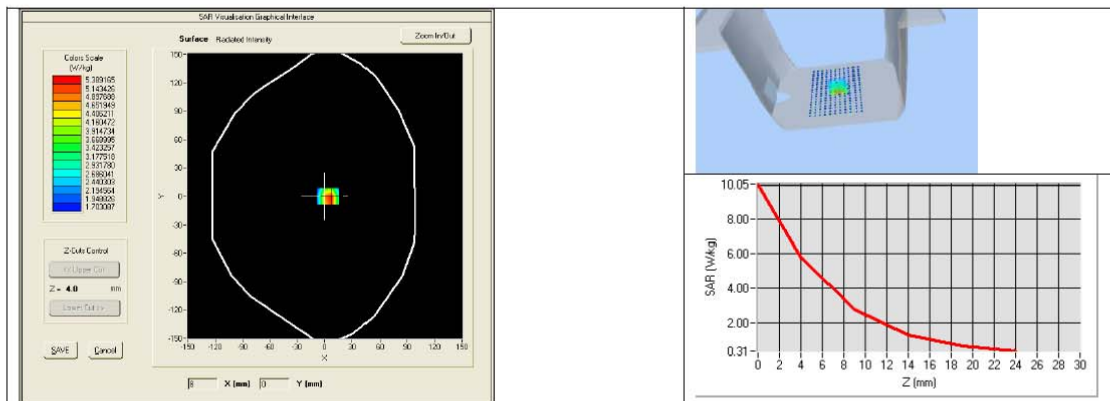 SAR Visualisation Graphical Interface
Surface Radiated Intensity
Zoom In/Out
Colors Scale
(W/kg)
5.389165
5.143426
4.897688
4.651949
4.406211
4.160472
3.914734
3.668995
3.423257
3.177518
2.931780
2.686041
2.440303
2.194564
1.948826
1.703087
150
120
90
60
30
0
-30
-60
-90
-120
-150
Y
-150 -120 -90 -60 -30 0 30 60 90 120 150
X
Z-Cuts Control
Z = 4.0 mm
SAVE Cancel
8 X (mm) 0 Y (mm)
10.05
8.00
6.00
4.00
2.00
0.31
SAR (W/kg)
0 2 4 6 8 10 12 14 16 18 20 22 24 26 28 30
Z (mm)